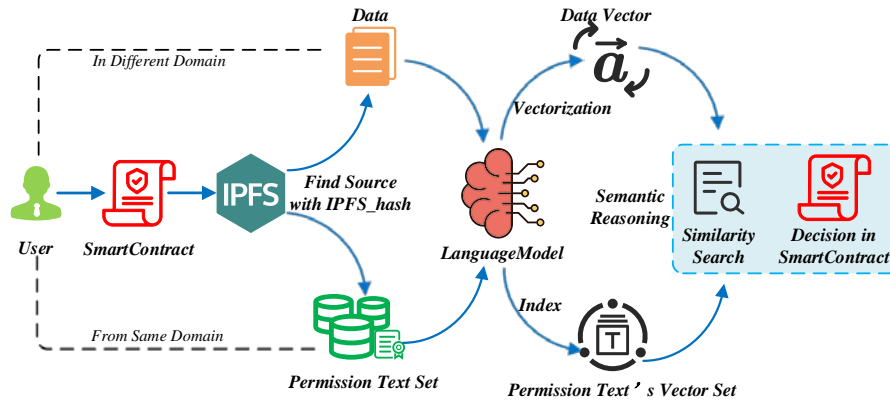 Data
Data Vector
In Different Domain
a
Vectorization
IPFS
Find Source
with IPFS_hash
Semantic
Reasoning
User
SmartContract
LanguageModel
Similarity
Search
Decision in
SmartContract
From Same Domain
Index
T
Permission Text Set
Permission Text's Vector Set